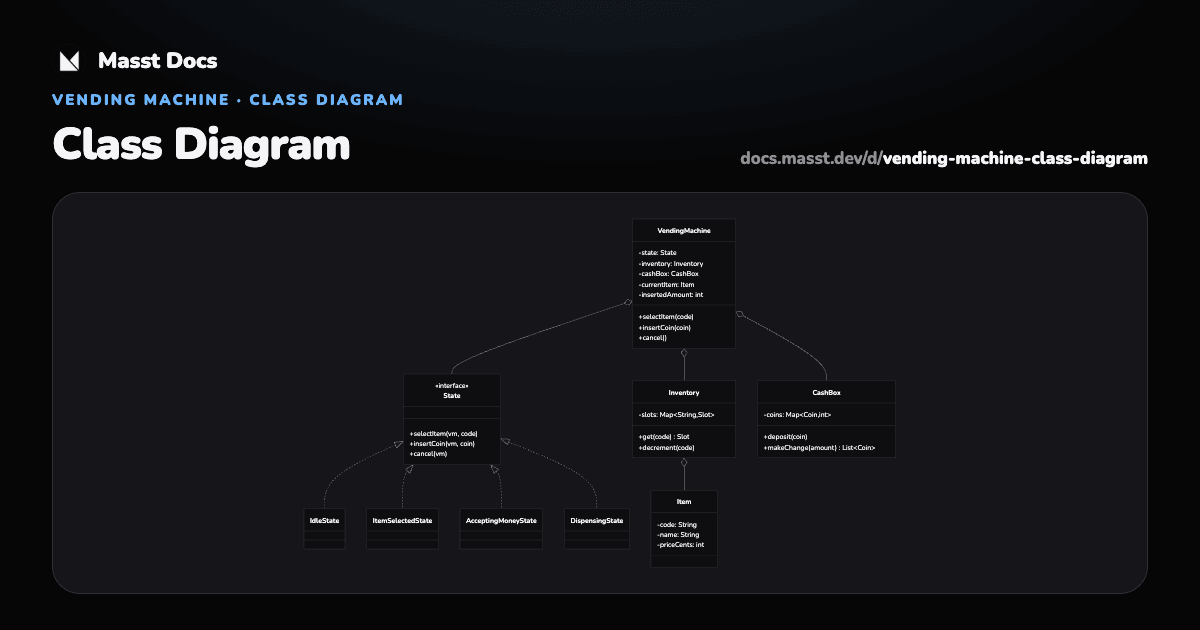 Masst Docs
VENDING MACHINE · CLASS DIAGRAM
Class Diagram
docs.masst.dev/d/vending-machine-class-diagram
VendingMachine
-state: State
-inventory: Inventory
-cashBox: CashBox
-currentItem: Item
-insertedAmount: int
+selectItem(code)
+insertCoin(coin)
+cancel()
«interface»
State
+selectItem(vm, code)
+insertCoin(vm, coin)
+cancel(vm)
Inventory
-slots: Map<String,Slot>
+get(code) : Slot
+decrement(code)
CashBox
-coins: Map<Coin,int>
+deposit(coin)
+makeChange(amount) : List<Coin>
IdleState
ItemSelectedState
AcceptingMoneyState
DispensingState
Item
-code: String
-name: String
-priceCents: int